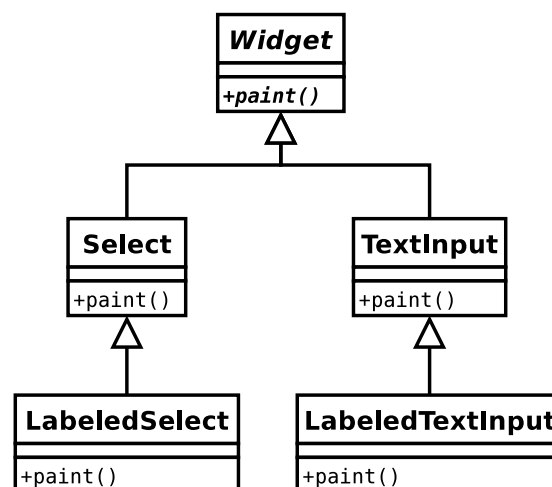 Widget
+paint()
Select
+paint()
TextInput
+paint()
LabeledSelect
+paint()
LabeledTextInput
+paint()